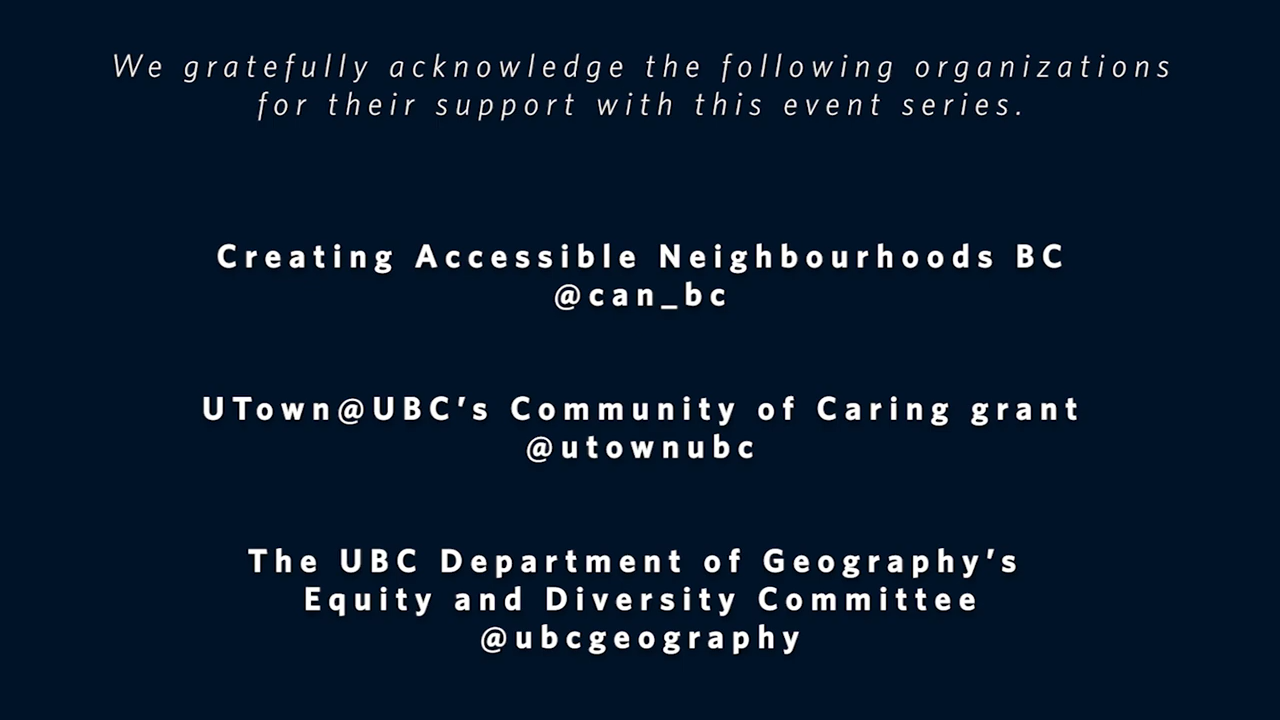 We gratefully acknowledge the following organizations
for their support with this event series.
Creating Accessible Neighbourhoods BC
@can_bc
UTown@UBC’s Community of Caring grant
@utownubc
The UBC Department of Geography’s
Equity and Diversity Committee
@ubcgeography